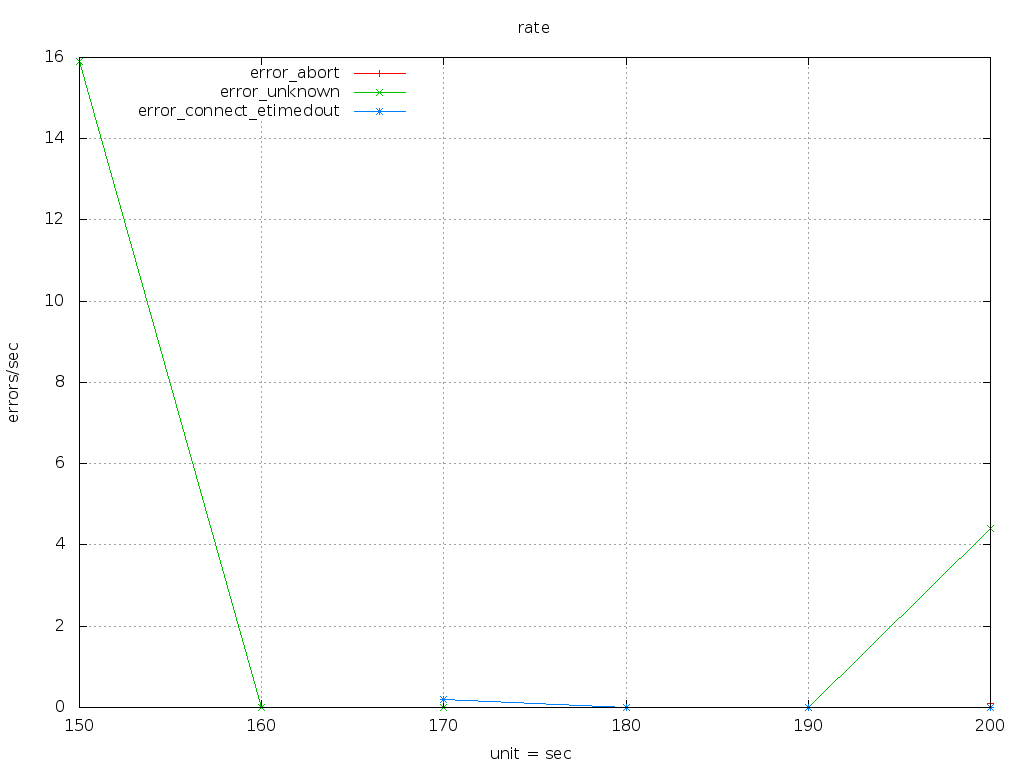 rate
16
14
12
10
8
6
4
2
0
errors/sec
error_abort
error_unknown
error_connect_etimedout
150 160 170 180 190 200
unit = sec